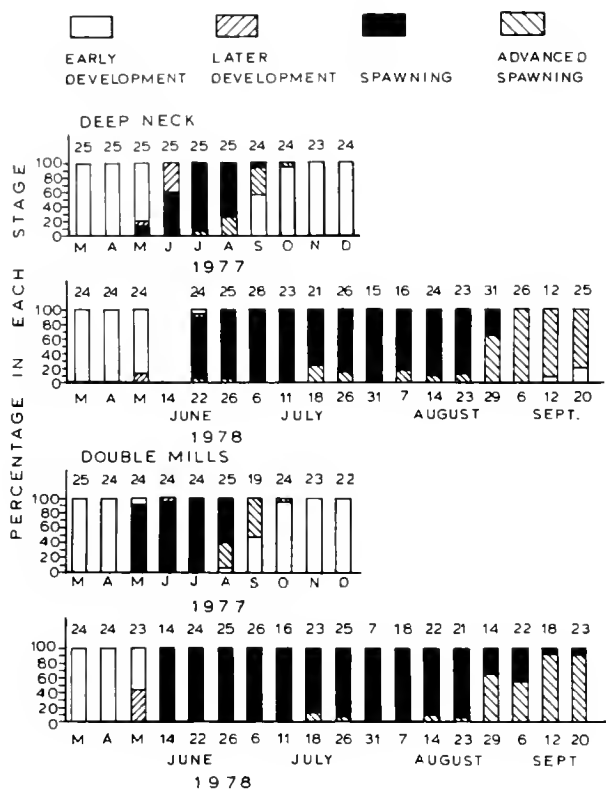 EARLY DEVELOPMENT
LATER DEVELOPMENT
SPAWNING
ADVANCED SPAWNING
PERCENTAGE IN EACH STAGE
DEEP NECK
25 25 25 25 25 25 24 24 23 24
100
80
60
40
20
0
M A M J J A S O N D
1977
24 24 24 24 25 28 23 21 26 15 16 24 23 31 26 12 25
100
80
60
40
20
0
M A M 14 22 26 6 11 18 26 31 7 14 23 29 6 12 20
JUNE JULY AUGUST SEPT.
1978
DOUBLE MILLS
25 24 24 24 24 25 19 24 23 22
100
80
60
40
20
0
M A M J J A S O N D
1977
24 24 23 14 24 25 26 16 23 25 7 18 22 21 14 22 18 23
100
80
60
40
20
0
M A M 14 22 26 6 11 18 26 31 7 14 23 29 6 12 20
JUNE JULY AUGUST SEPT
1978